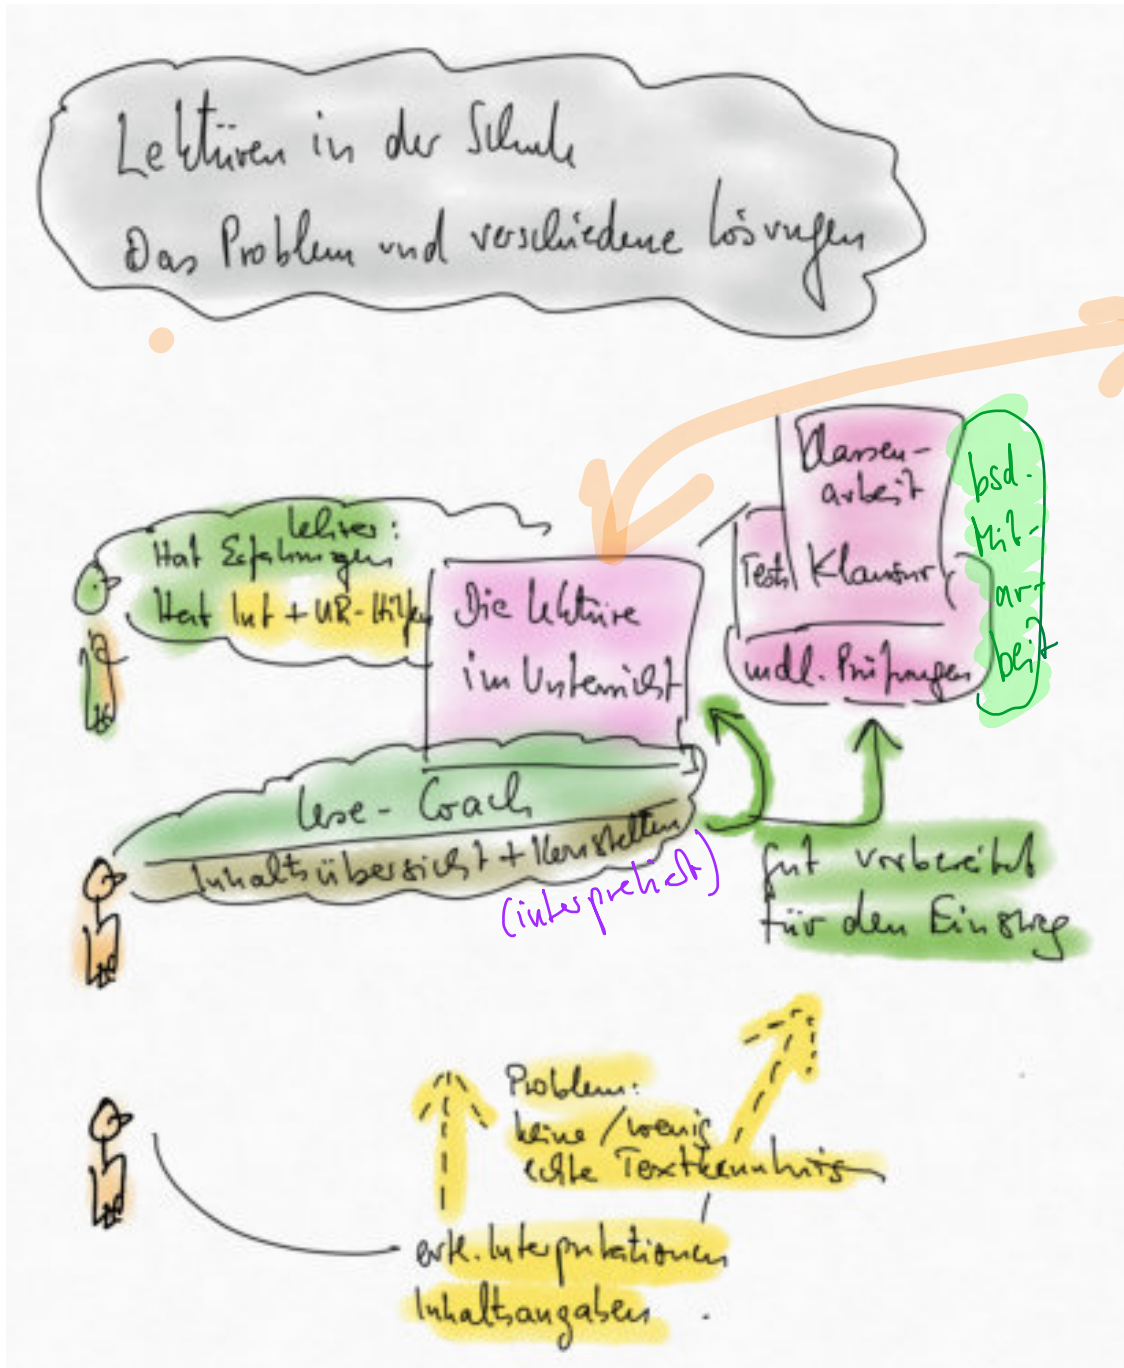 Lektüren in der Schule
Das Problem und verschiedene Lösungen
Klassen-
arbeit
Tests Klausur
mdl. Prüfungen
bsd.
Mit-
ar-
beit
Lehrer:
Hat Erfahrungen
Hat Int + UR-Hilfen
Die Lektüre
im Unterricht
Lese-Coach
Inhaltsübersicht + Kernstellen
(interpretiert)
gut vorbereitet
für den Einstieg
Problem:
keine / wenig
echte Textkenntnis
evtl. Interpretationen
Inhaltsangaben